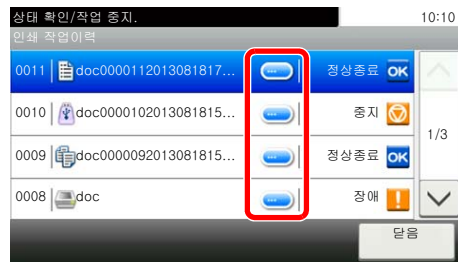 상태 확인/작업 중지.
10:10
인쇄 작업이력
0011 doc0000112013081817... 정상종료 OK
0010 doc0000102013081815... 중지
1/3
0009 doc0000092013081815... 정상종료 OK
0008 doc 장애
닫음